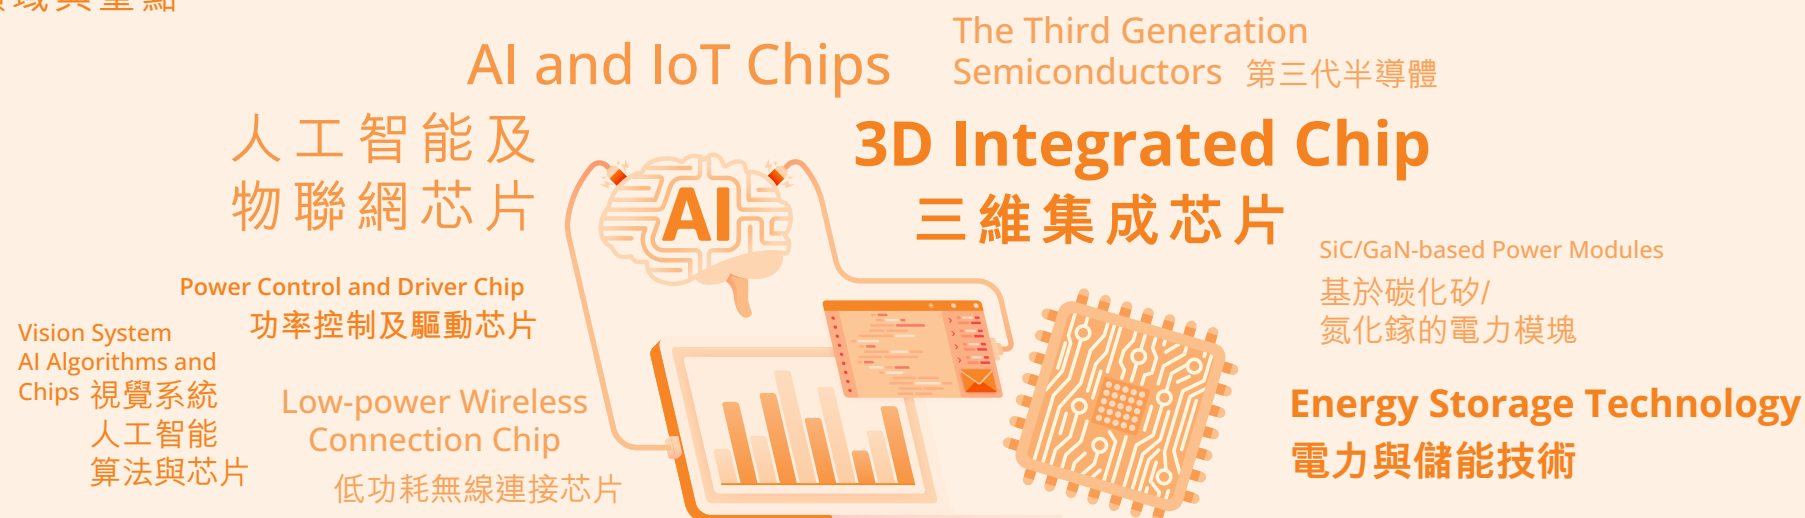 域與重點
AI and IoT Chips
The Third Generation
Semiconductors 第三代半導體
人工智能及
物聯網芯片
3D Integrated Chip
三維集成芯片
AI
SiC/GaN-based Power Modules
基於碳化矽/
氮化鎵的電力模塊
Power Control and Driver Chip
功率控制及驅動芯片
Vision System
AI Algorithms and
Chips 視覺系統
人工智能
算法與芯片
Low-power Wireless
Connection Chip
低功耗無線連接芯片
Energy Storage Technology
電力與儲能技術